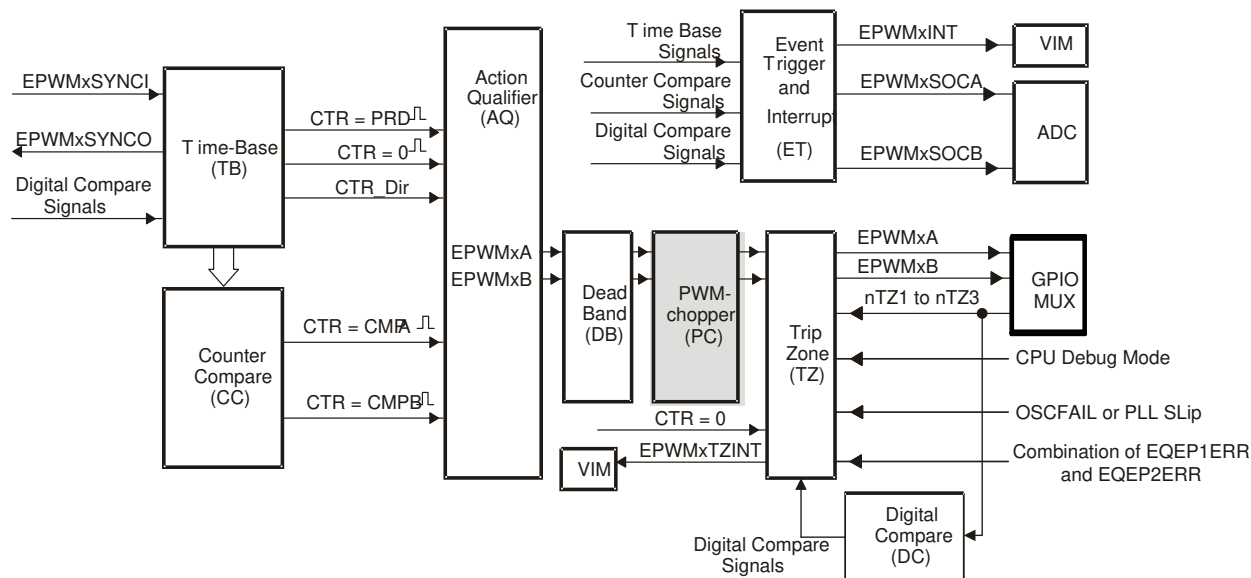 EPWMxSYNCI
EPWMxSYNCO
Digital Compare
Signals
Time-Base
(TB)
CTR = PRD
CTR = 0
CTR_Dir
Action
Qualifier
(AQ)
Counter
Compare
(CC)
CTR = CMPA
CTR = CMPB
EPWMxA
EPWMxB
Time Base
Signals
Counter Compare
Signals
Digital Compare
Signals
Event
Trigger
and
Interrupt
(ET)
EPWMxINT
EPWMxSOCA
EPWMxSOCB
VIM
ADC
Dead
Band
(DB)
PWM-
chopper
(PC)
Trip
Zone
(TZ)
EPWMxA
EPWMxB
nTZ1 to nTZ3
GPIO
MUX
CPU Debug Mode
OSCFAIL or PLL SLip
Combination of EQEP1ERR
and EQEP2ERR
CTR = 0
EPWMxTZINT
VIM
Digital Compare
Signals
Digital
Compare
(DC)